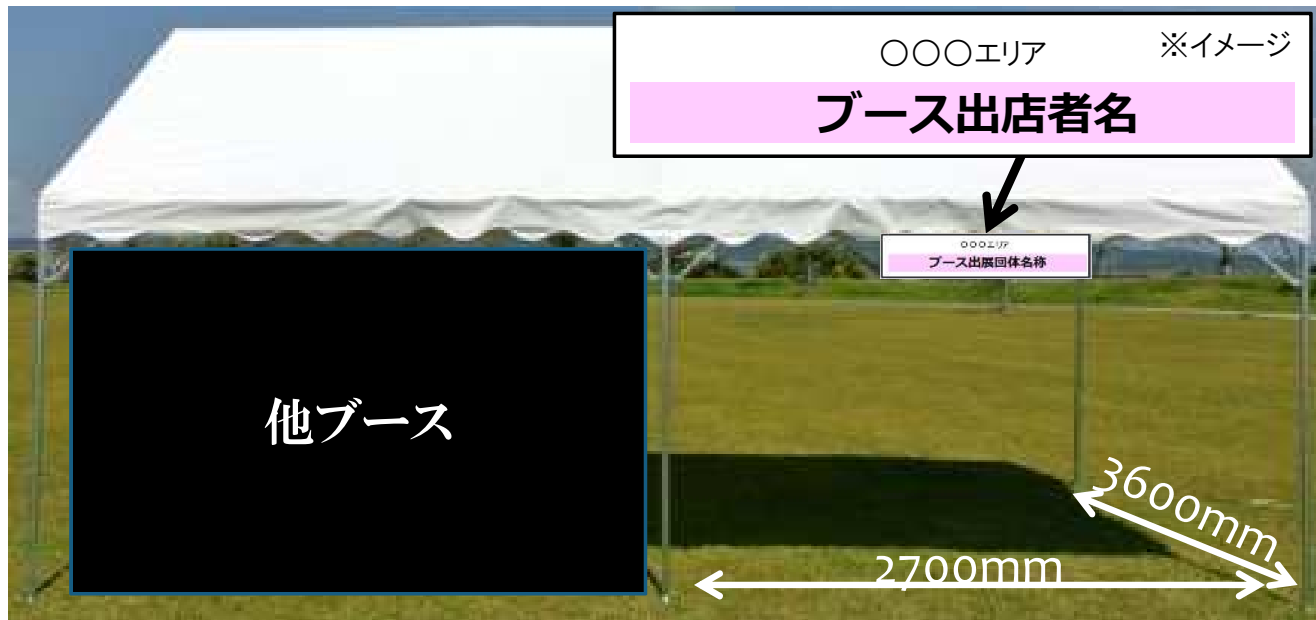 ○○○エリア ※イメージ
ブース出店者名
○○○エリア
ブース出展団体名称
他ブース
3600mm
2700mm